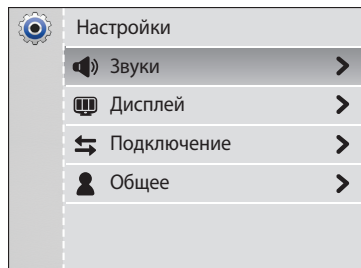 Настройки
Звуки
Дисплей
Подключение
Общее